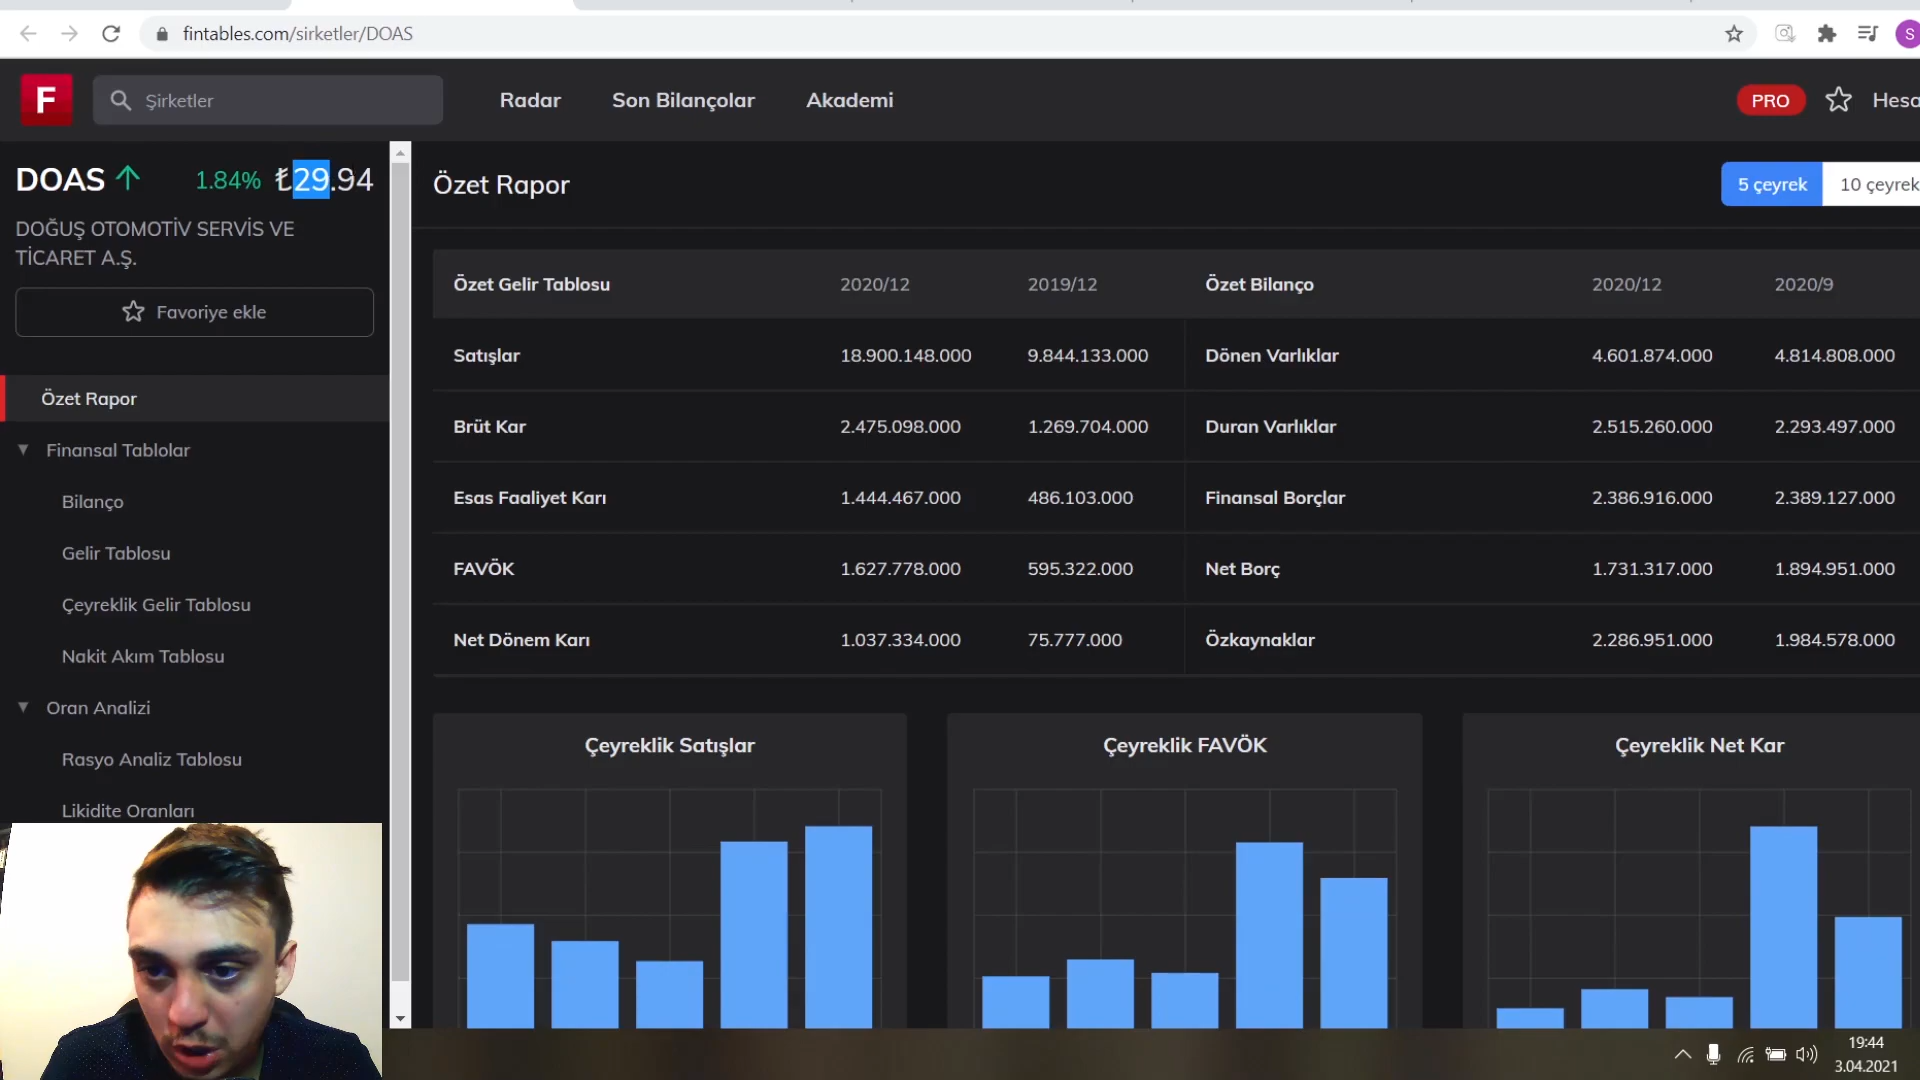 fintables.com/sirketler/DOAS
S
F
Şirketler
Radar
Son Bilançolar
Akademi
PRO
Hesa
DOAS
1.84%
₺29.94
DOĞUŞ OTOMOTİV SERVİS VE
TİCARET A.Ş.
Favoriye ekle
Özet Rapor
Finansal Tablolar
Bilanço
Gelir Tablosu
Çeyreklik Gelir Tablosu
Nakit Akım Tablosu
Oran Analizi
Rasyo Analiz Tablosu
Likidite Oranları
Özet Rapor
5 çeyrek
10 çeyrek
Özet Gelir Tablosu 2020/12 2019/12 Özet Bilanço 2020/12 2020/9
Satışlar 18.900.148.000 9.844.133.000 Dönen Varlıklar 4.601.874.000 4.814.808.000
Brüt Kar 2.475.098.000 1.269.704.000 Duran Varlıklar 2.515.260.000 2.293.497.000
Esas Faaliyet Karı 1.444.467.000 486.103.000 Finansal Borçlar 2.386.916.000 2.389.127.000
FAVÖK 1.627.778.000 595.322.000 Net Borç 1.731.317.000 1.894.951.000
Net Dönem Karı 1.037.334.000 75.777.000 Özkaynaklar 2.286.951.000 1.984.578.000
Çeyreklik Satışlar
Çeyreklik FAVÖK
Çeyreklik Net Kar
19:44
3.04.2021